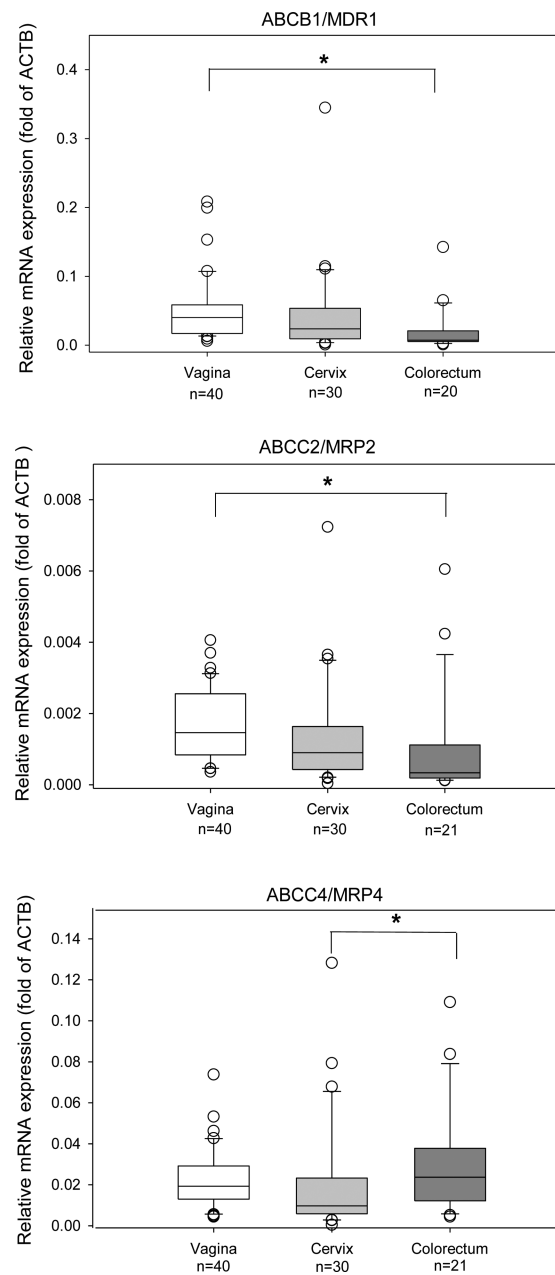 ABCB1/MDR1
*
Relative mRNA expression (fold of ACTB)
0.4
0.3
0.2
0.1
0.0
Vagina Cervix Colorectum
n=40 n=30 n=20
ABCC2/MRP2
*
Relative mRNA expression (fold of ACTB )
0.008
0.006
0.004
0.002
0.000
Vagina Cervix Colorectum
n=40 n=30 n=21
ABCC4/MRP4
*
Relative mRNA expression (fold of ACTB)
0.14
0.12
0.10
0.08
0.06
0.04
0.02
0.00
Vagina Cervix Colorectum
n=40 n=30 n=21